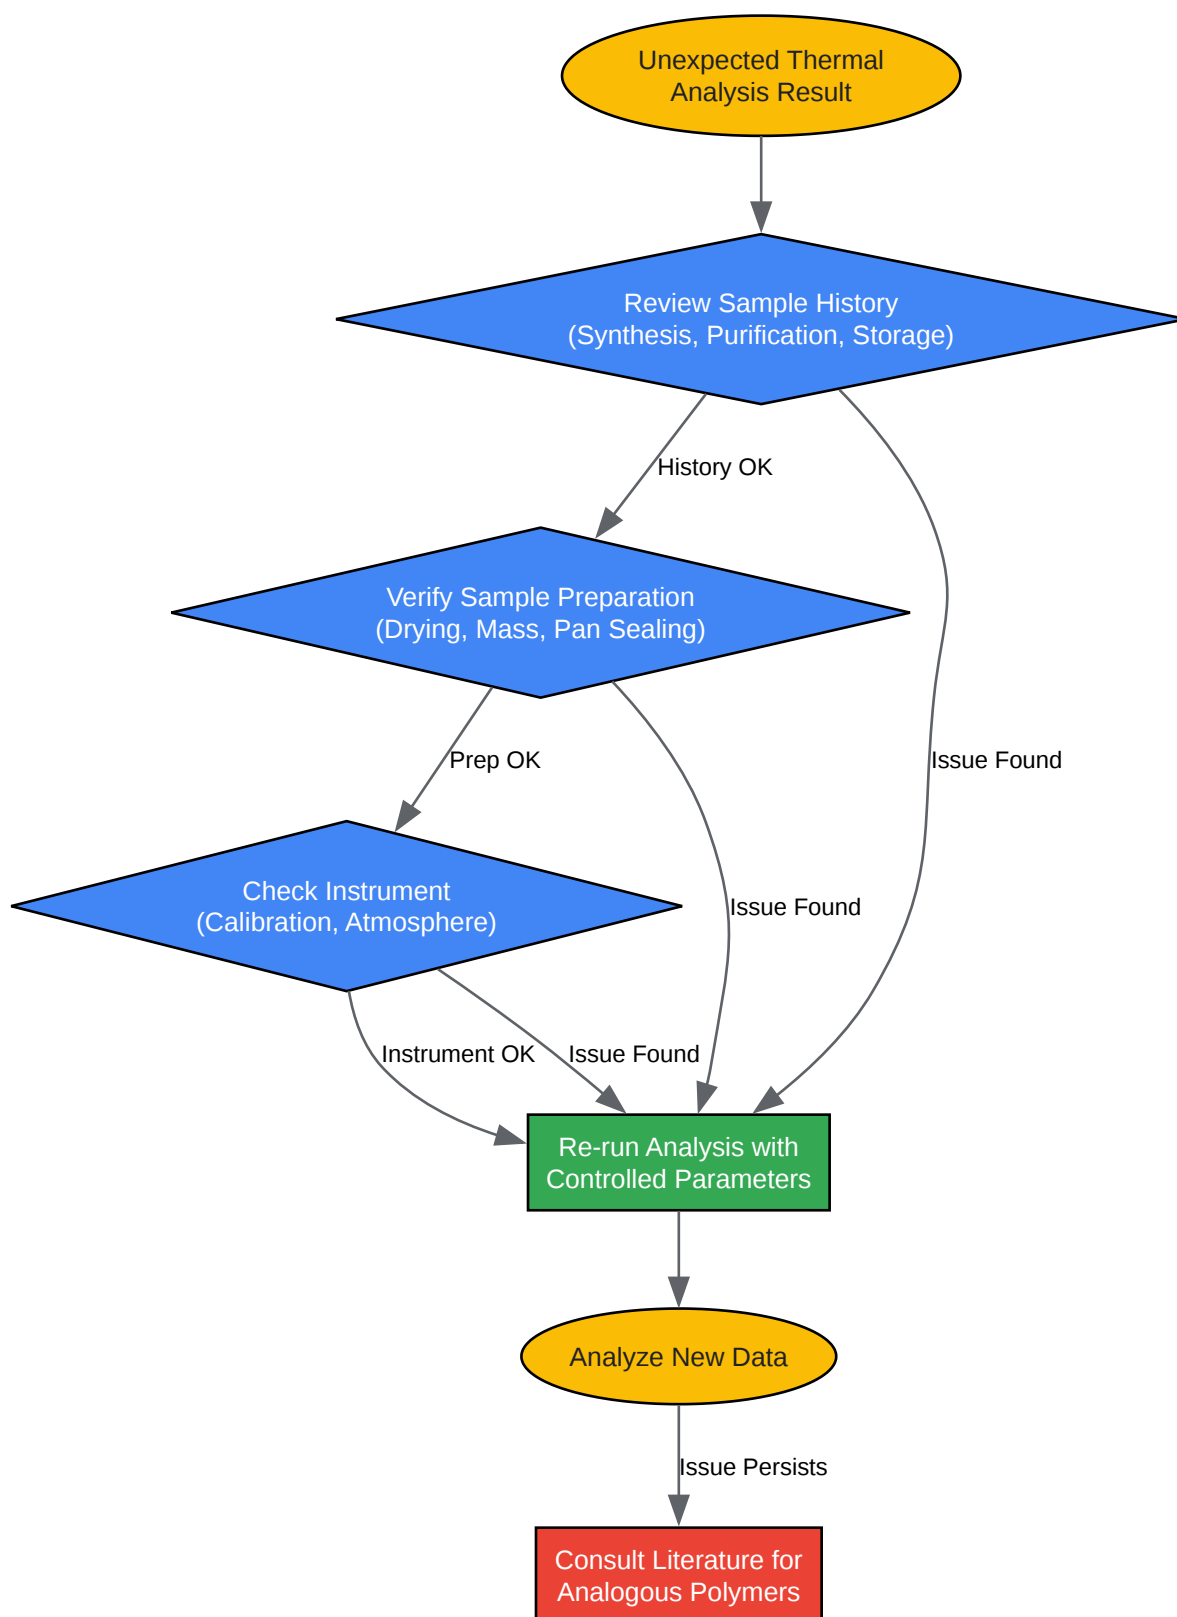 Unexpected Thermal
Analysis Result
Review Sample History
(Synthesis, Purification, Storage)
History OK
Verify Sample Preparation
(Drying, Mass, Pan Sealing)
Prep OK
Issue Found
Check Instrument
(Calibration, Atmosphere)
Issue Found
Instrument OK
Issue Found
Re-run Analysis with
Controlled Parameters
Analyze New Data
Issue Persists
Consult Literature for
Analogous Polymers